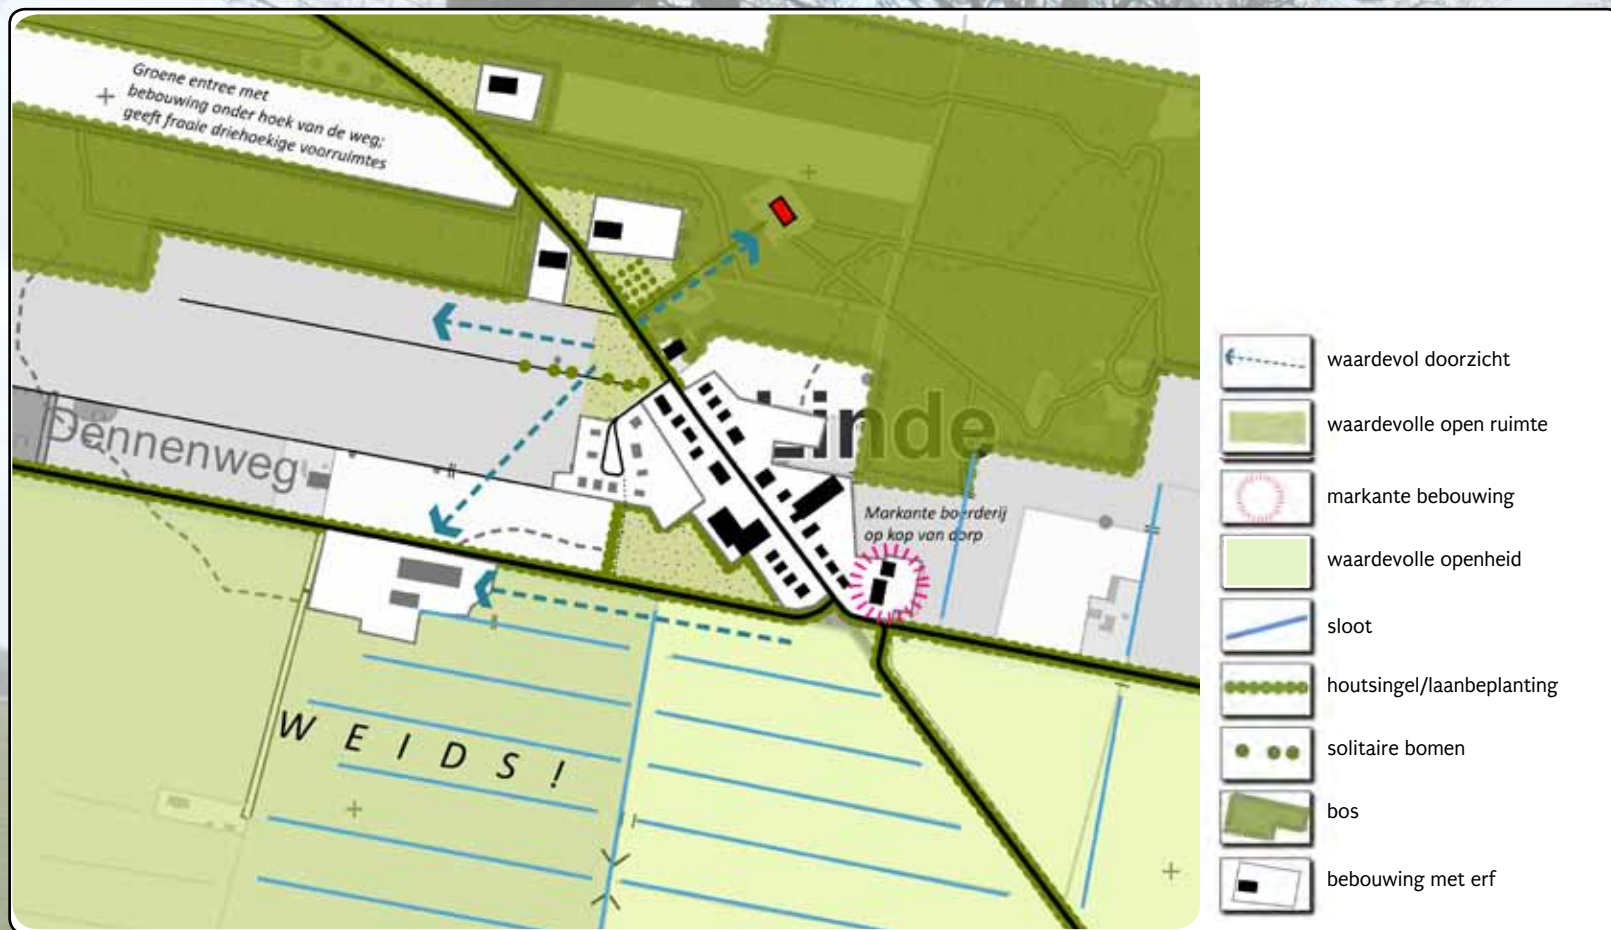 Groene entree met
bebouwing onder hoek van de weg;
geeft fraaie driehoekige voorruimtes
Dennenweg
Linde
Markante boerderij
op kop van dorp
WEIDS!
waardevol doorzicht
waardevolle open ruimte
markante bebouwing
waardevolle openheid
sloot
houtsingel/laanbeplanting
solitaire bomen
bos
bebouwing met erf